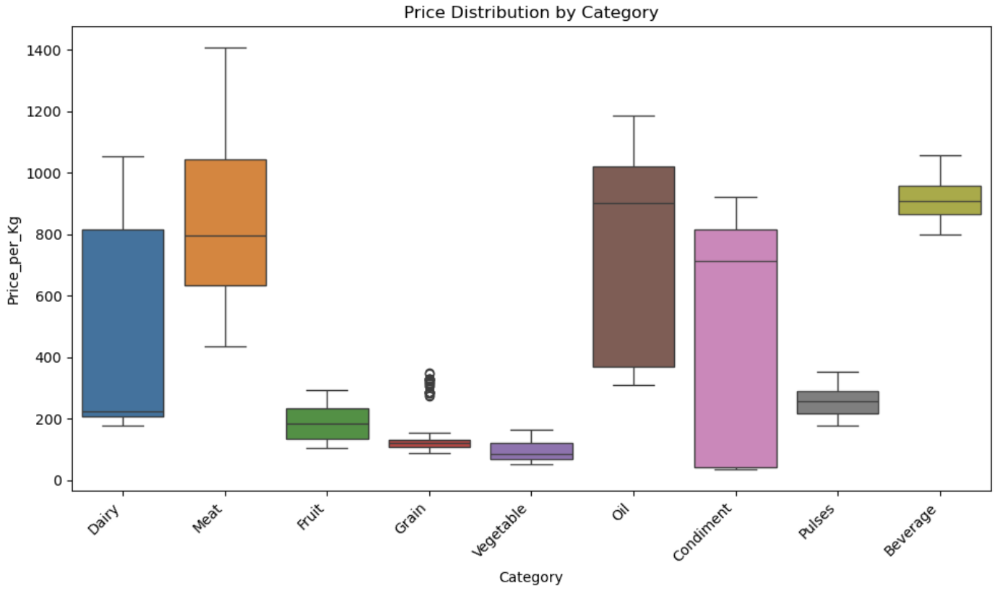 Price Distribution by Category
Price_per_Kg
1400
1200
1000
800
600
400
200
0
Dairy
Meat
Fruit
Grain
Vegetable
Oil
Condiment
Pulses
Beverage
Category